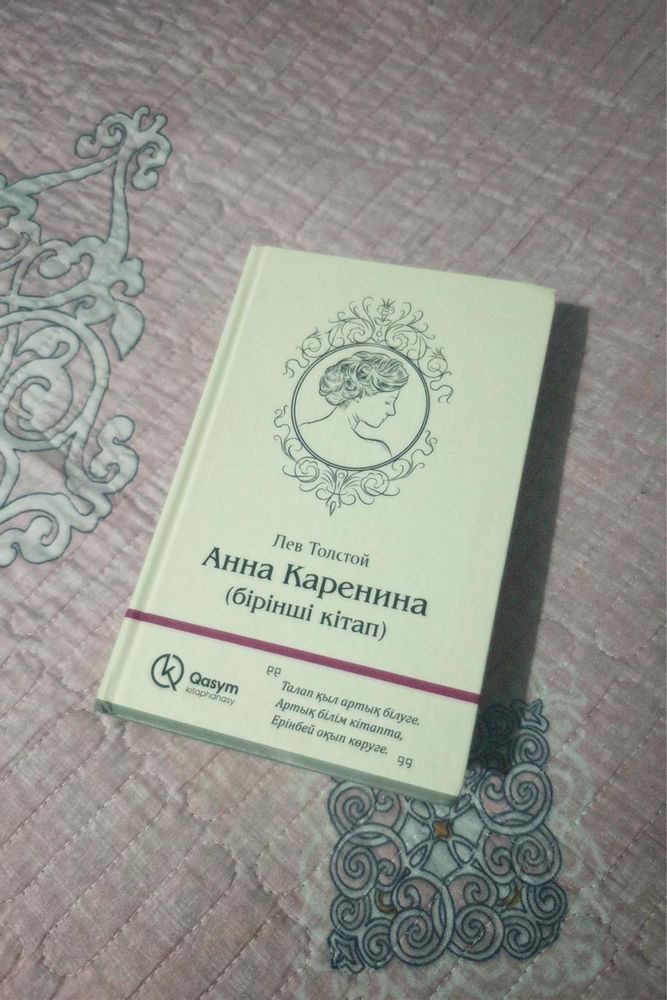 Лев Толстой
Анна Каренина
(бірінші кітап)
Qasym
kitaphanasy
Талап қыл артық білуге.
Артық білім кітапта,
Ерінбей оқып көруге.